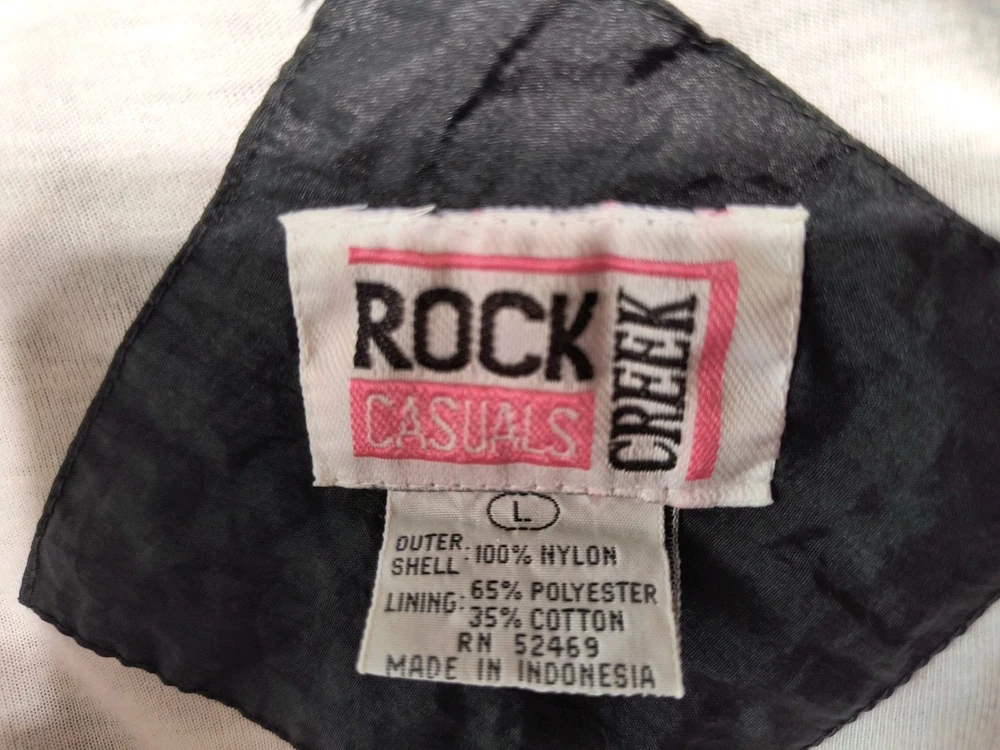 ROCK
CASUALS
CREEK
L
OUTER SHELL: 100% NYLON
LINING: 65% POLYESTER
35% COTTON
RN 52469
MADE IN INDONESIA